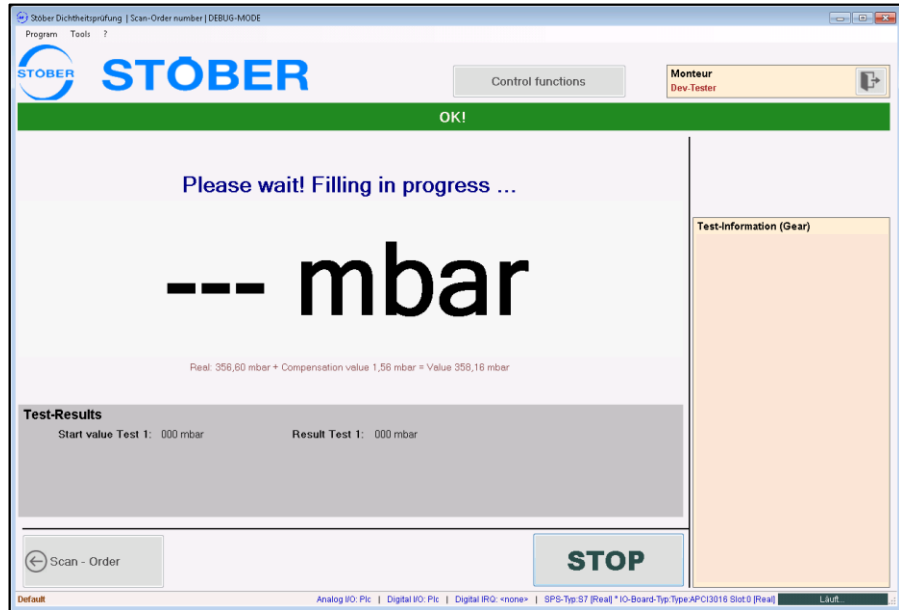 Stöber Dichtheitsprüfung | Scan-Order number | DEBUG-MODE
Program Tools ?
STÖBER STÖBER
Control functions
Monteur
Dev-Tester
OK!
Please wait! Filling in progress ...
Test-Information (Gear)
--- mbar
Real: 356,60 mbar + Compensation value 1,56 mbar = Value 358,16 mbar
Test-Results
Start value Test 1: 000 mbar Result Test 1: 000 mbar
Scan - Order
STOP
Default
Analog I/O: Plc | Digital I/O: Plc | Digital IRQ: <none> | SPS-Typ:S7 [Real] * IO-Board-Typ:Type:APCI3016 Slot:0 [Real]
Läuft...